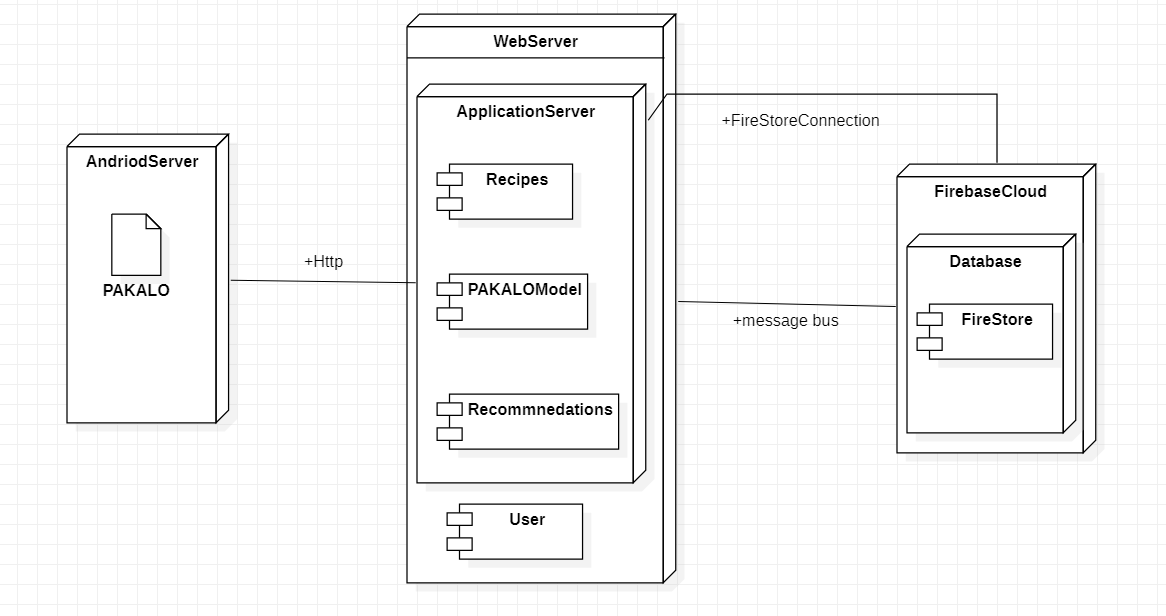 WebServer
ApplicationServer
+FireStoreConnection
AndriodServer
Recipes
FirebaseCloud
PAKALO
+Http
Database
PAKALOModel
+message bus
FireStore
Recommnedations
User